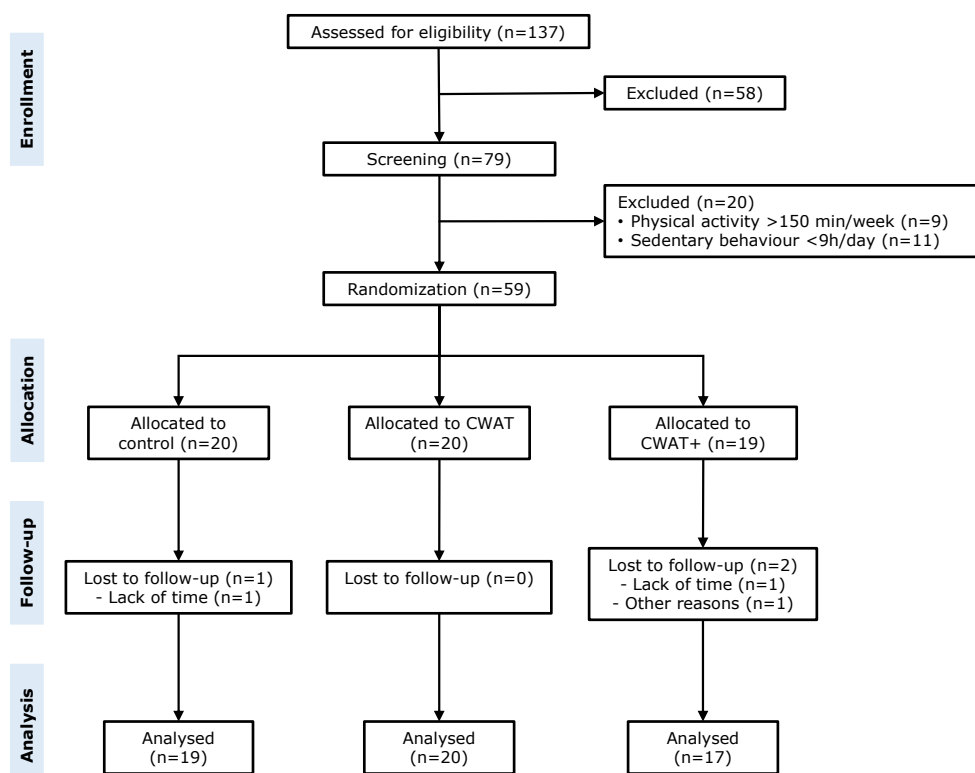 Enrollment
Assessed for eligibility (n=137)
Excluded (n=58)
Screening (n=79)
Excluded (n=20)
• Physical activity >150 min/week (n=9)
• Sedentary behaviour <9h/day (n=11)
Randomization (n=59)
Allocation
Allocated to
control (n=20)
Allocated to CWAT
(n=20)
Allocated to
CWAT+ (n=19)
Follow-up
Lost to follow-up (n=1)
- Lack of time (n=1)
Lost to follow-up (n=0)
Lost to follow-up (n=2)
- Lack of time (n=1)
- Other reasons (n=1)
Analysis
Analysed
(n=19)
Analysed
(n=20)
Analysed
(n=17)